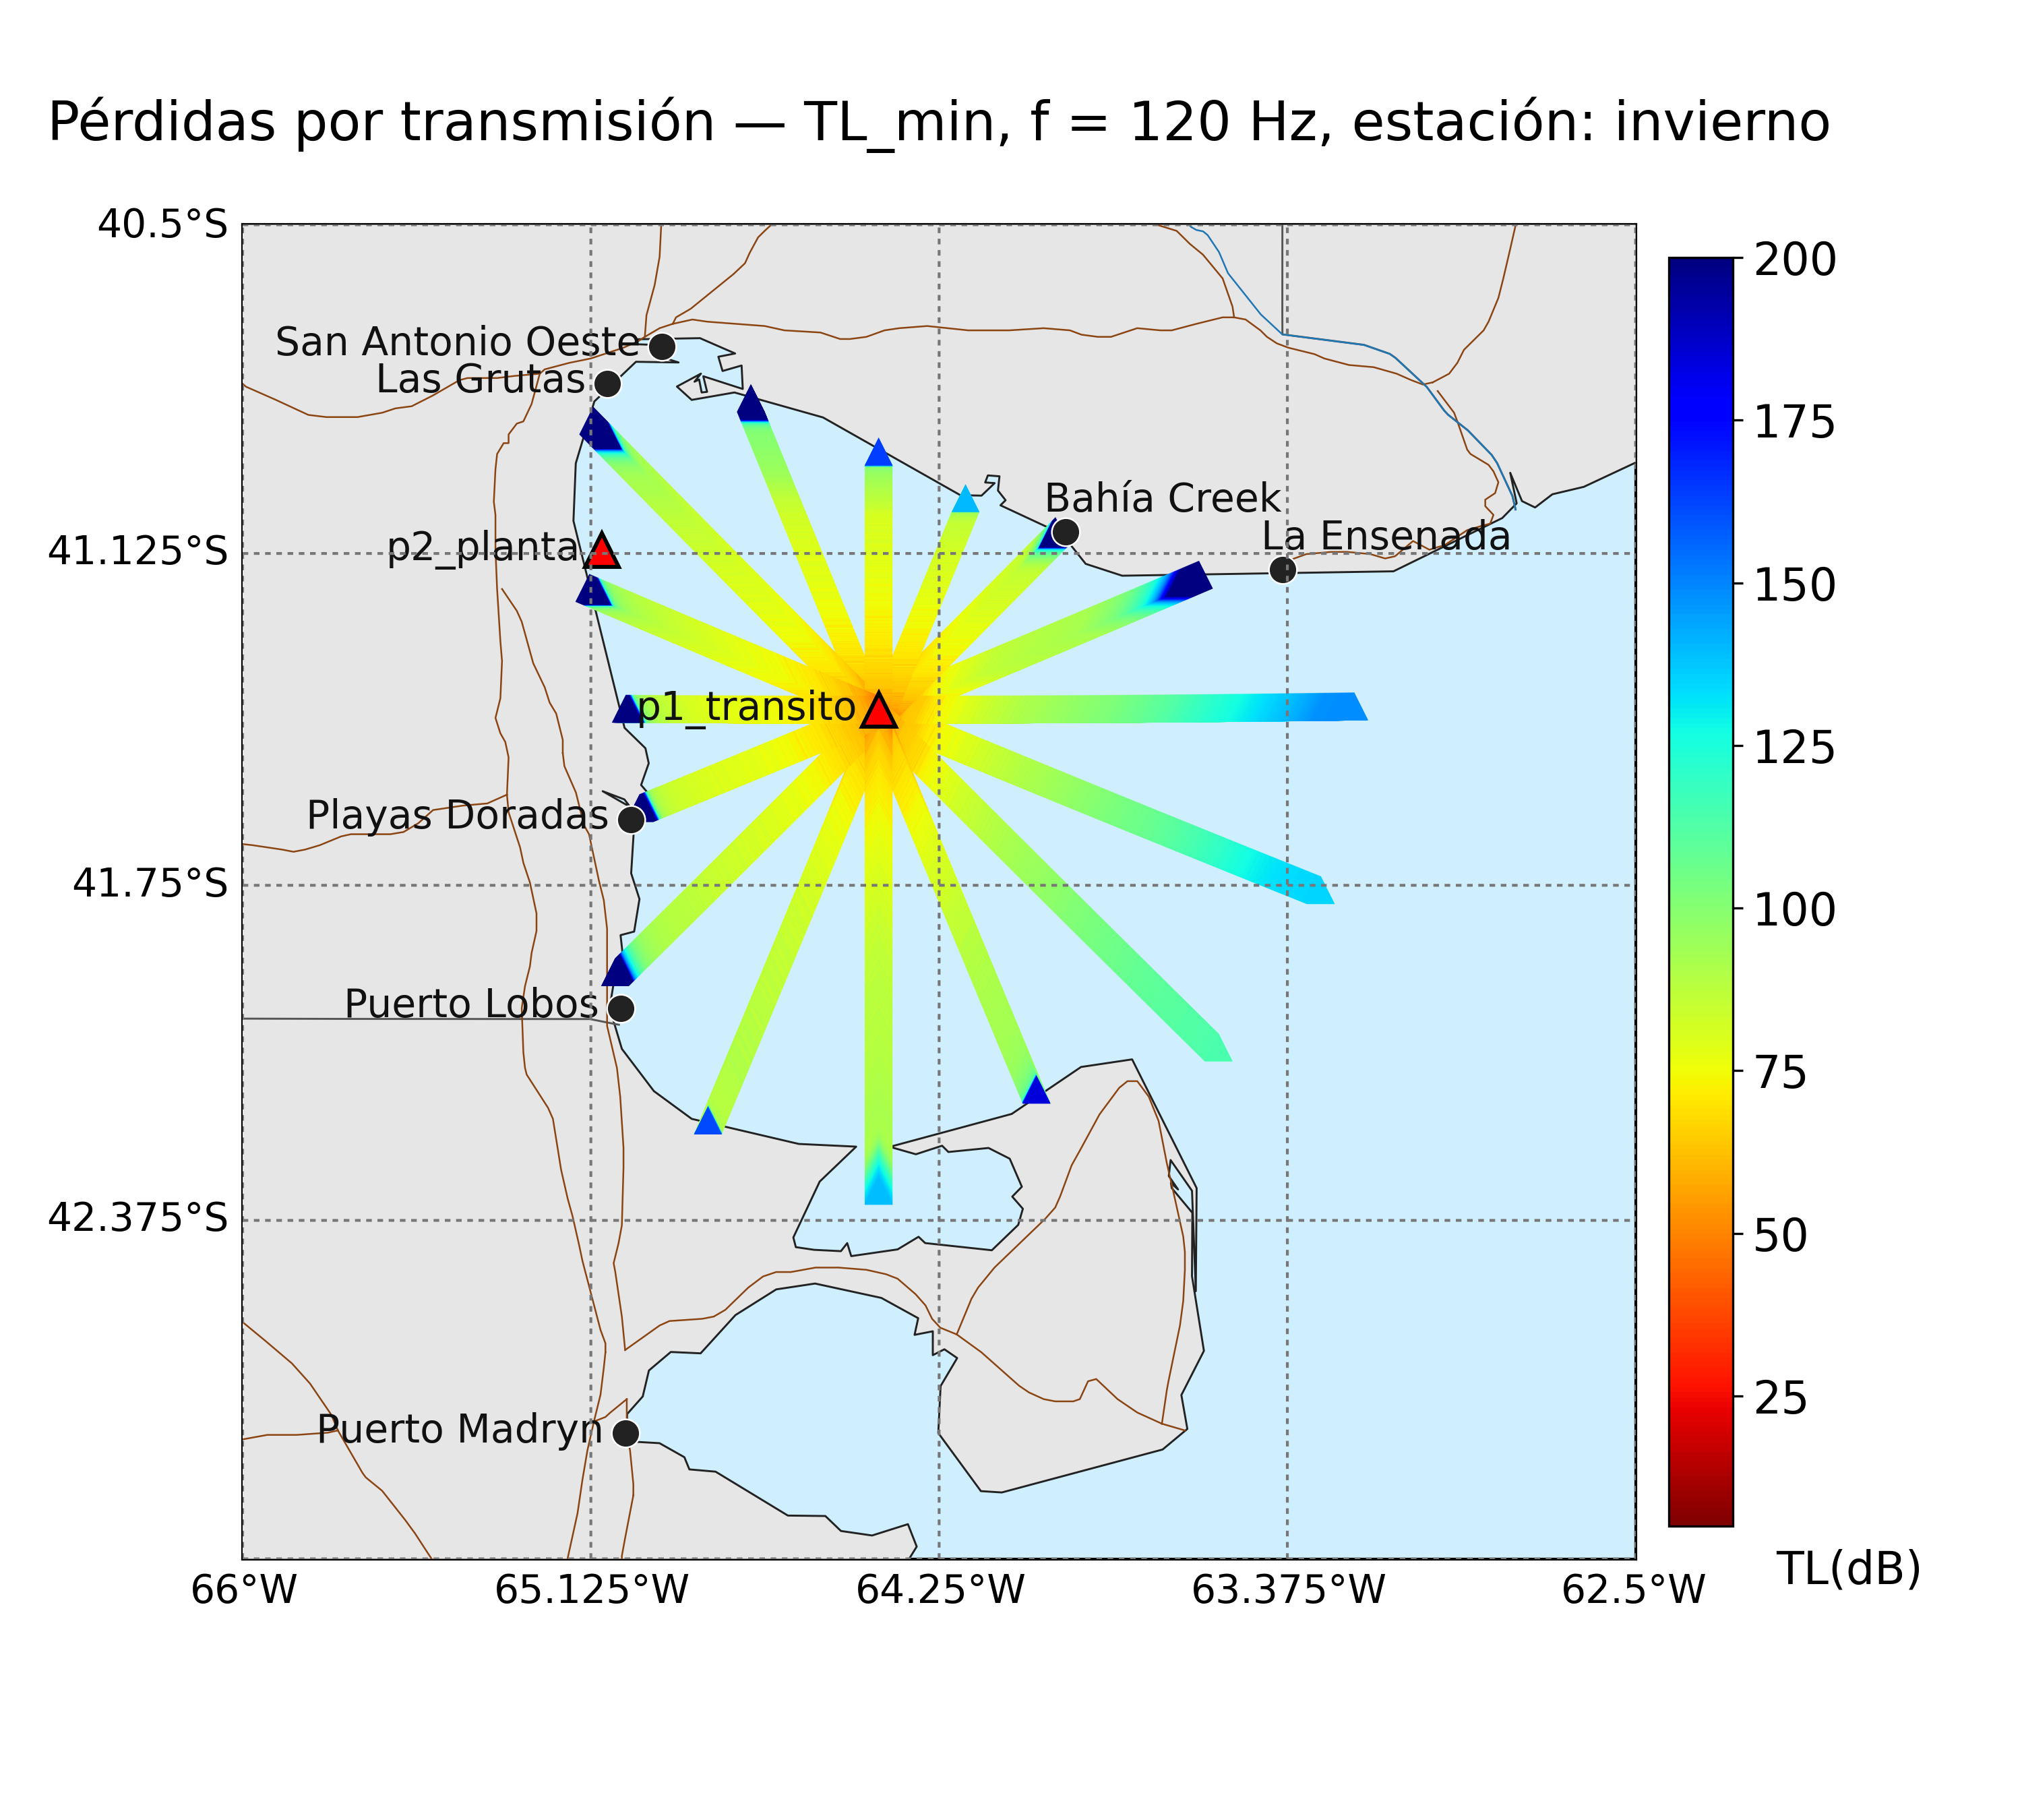 Pérdidas por transmisión — TL_min, f = 120 Hz, estación: invierno
40.5°S
200
San Antonio Oeste
Las Grutas
175
Bahía Creek
La Ensenada
p2_planta
41.125°S
150
p1_transito
125
Playas Doradas
41.75°S
100
Puerto Lobos
75
42.375°S
50
25
Puerto Madryn
TL(dB)
66°W 65.125°W 64.25°W 63.375°W 62.5°W